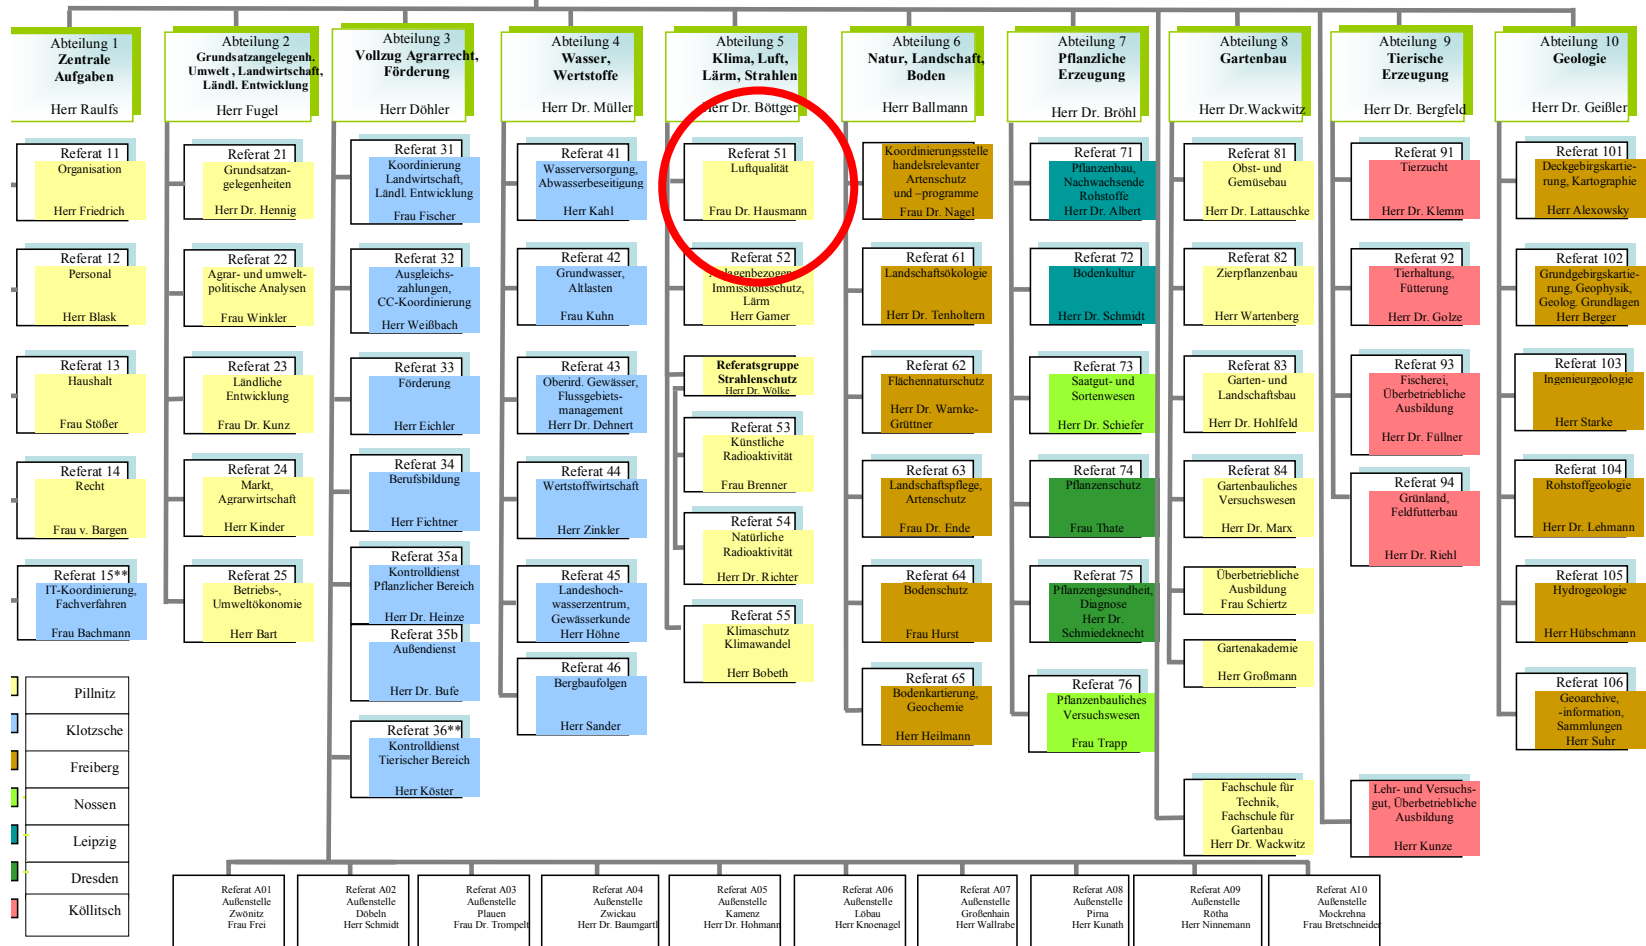 Abteilung 1
Zentrale
Aufgaben
Herr Raulfs
Referat 11
Organisation
Herr Friedrich
Referat 12
Personal
Herr Blask
Referat 13
Haushalt
Frau Stößer
Referat 14
Recht
Frau v. Bargen
Referat 15**
IT-Koordinierung,
Fachverfahren
Frau Bachmann
Abteilung 2
Grundsatzangelegenh.
Umwelt , Landwirtschaft,
Ländl. Entwicklung
Herr Fugel
Referat 21
Grundsatzan-
gelegenheiten
Herr Dr. Hennig
Referat 22
Agrar- und umwelt-
politische Analysen
Frau Winkler
Referat 23
Ländliche
Entwicklung
Frau Dr. Kunz
Referat 24
Markt,
Agrarwirtschaft
Herr Kinder
Referat 25
Betriebs-,
Umweltökonomie
Herr Bart
Abteilung 3
Vollzug Agrarrecht,
Förderung
Herr Döhler
Referat 31
Koordinierung
Landwirtschaft,
Ländl. Entwicklung
Frau Fischer
Referat 32
Ausgleichs-
zahlungen,
CC-Koordinierung
Herr Weißbach
Referat 33
Förderung
Herr Eichler
Referat 34
Berufsbildung
Herr Fichtner
Referat 35a
Kontrolldienst
Pflanzlicher Bereich
Herr Dr. Heinze
Referat 35b
Außendienst
Herr Dr. Bufe
Referat 36**
Kontrolldienst
Tierischer Bereich
Herr Köster
Abteilung 4
Wasser,
Wertstoffe
Herr Dr. Müller
Referat 41
Wasserversorgung,
Abwasserbeseitigung
Herr Kahl
Referat 42
Grundwasser,
Altlasten
Frau Kuhn
Referat 43
Oberird. Gewässer,
Flussgebiets-
management
Herr Dr. Dehnert
Referat 44
Wertstoffwirtschaft
Herr Zinkler
Referat 45
Landeshoch-
wasserzentrum,
Gewässerkunde
Herr Höhne
Referat 46
Bergbaufolgen
Herr Sander
Abteilung 5
Klima, Luft,
Lärm, Strahlen
Herr Dr. Böttger
Referat 51
Luftqualität
Frau Dr. Hausmann
Referat 52
Anlagenbezogen.
Immissionsschutz,
Lärm
Herr Gamer
Referatsgruppe
Strahlenschutz
Herr Dr. Wölke
Referat 53
Künstliche
Radioaktivität
Frau Brenner
Referat 54
Natürliche
Radioaktivität
Herr Dr. Richter
Referat 55
Klimaschutz
Klimawandel
Herr Bobeth
Abteilung 6
Natur, Landschaft,
Boden
Herr Ballmann
Koordinierungsstelle
handelsrelevanter
Artenschutz
und –programme
Frau Dr. Nagel
Referat 61
Landschaftsökologie
Herr Dr. Tenholtern
Referat 62
Flächennaturschutz
Herr Dr. Warnke-
Grüttner
Referat 63
Landschaftspflege,
Artenschutz
Frau Dr. Ende
Referat 64
Bodenschutz
Frau Hurst
Referat 65
Bodenkartierung,
Geochemie
Herr Heilmann
Abteilung 7
Pflanzliche
Erzeugung
Herr Dr. Bröhl
Referat 71
Pflanzenbau,
Nachwachsende
Rohstoffe
Herr Dr. Albert
Referat 72
Bodenkultur
Herr Dr. Schmidt
Referat 73
Saatgut- und
Sortenwesen
Herr Dr. Schiefer
Referat 74
Pflanzenschutz
Frau Thate
Referat 75
Pflanzengesundheit,
Diagnose
Herr Dr.
Schmiedeknecht
Referat 76
Pflanzenbauliches
Versuchswesen
Frau Trapp
Abteilung 8
Gartenbau
Herr Dr.Wackwitz
Referat 81
Obst- und
Gemüsebau
Herr Dr. Lattauschke
Referat 82
Zierpflanzenbau
Herr Wartenberg
Referat 83
Garten- und
Landschaftsbau
Herr Dr. Hohlfeld
Referat 84
Gartenbauliches
Versuchswesen
Herr Dr. Marx
Überbetriebliche
Ausbildung
Frau Schiertz
Gartenakademie
Herr Großmann
Fachschule für
Technik,
Fachschule für
Gartenbau
Herr Dr. Wackwitz
Abteilung 9
Tierische
Erzeugung
Herr Dr. Bergfeld
Referat 91
Tierzucht
Herr Dr. Klemm
Referat 92
Tierhaltung,
Fütterung
Herr Dr. Golze
Referat 93
Fischerei,
Überbetriebliche
Ausbildung
Herr Dr. Füllner
Referat 94
Grünland,
Feldfutterbau
Herr Dr. Riehl
Lehr- und Versuchs-
gut, Überbetriebliche
Ausbildung
Herr Kunze
Abteilung 10
Geologie
Herr Dr. Geißler
Referat 101
Deckgebirgskartie-
rung, Kartographie
Herr Alexowsky
Referat 102
Grundgebirgskartie-
rung, Geophysik,
Geolog. Grundlagen
Herr Berger
Referat 103
Ingenieurgeologie
Herr Starke
Referat 104
Rohstoffgeologie
Herr Dr. Lehmann
Referat 105
Hydrogeologie
Herr Hübschmann
Referat 106
Geoarchive,
-information,
Sammlungen
Herr Suhr
Pillnitz
Klotzsche
Freiberg
Nossen
Leipzig
Dresden
Köllitsch
Referat A01
Außenstelle
Zwönitz
Frau Frei
Referat A02
Außenstelle
Döbeln
Herr Schmidt
Referat A03
Außenstelle
Plauen
Frau Dr. Trompelt
Referat A04
Außenstelle
Zwickau
Herr Dr. Baumgartl
Referat A05
Außenstelle
Kamenz
Herr Dr. Hohmann
Referat A06
Außenstelle
Löbau
Herr Knoenagel
Referat A07
Außenstelle
Großenhain
Herr Wallrabe
Referat A08
Außenstelle
Pirna
Herr Kunath
Referat A09
Außenstelle
Rötha
Herr Ninnemann
Referat A10
Außenstelle
Mockrehna
Frau Bretschneider